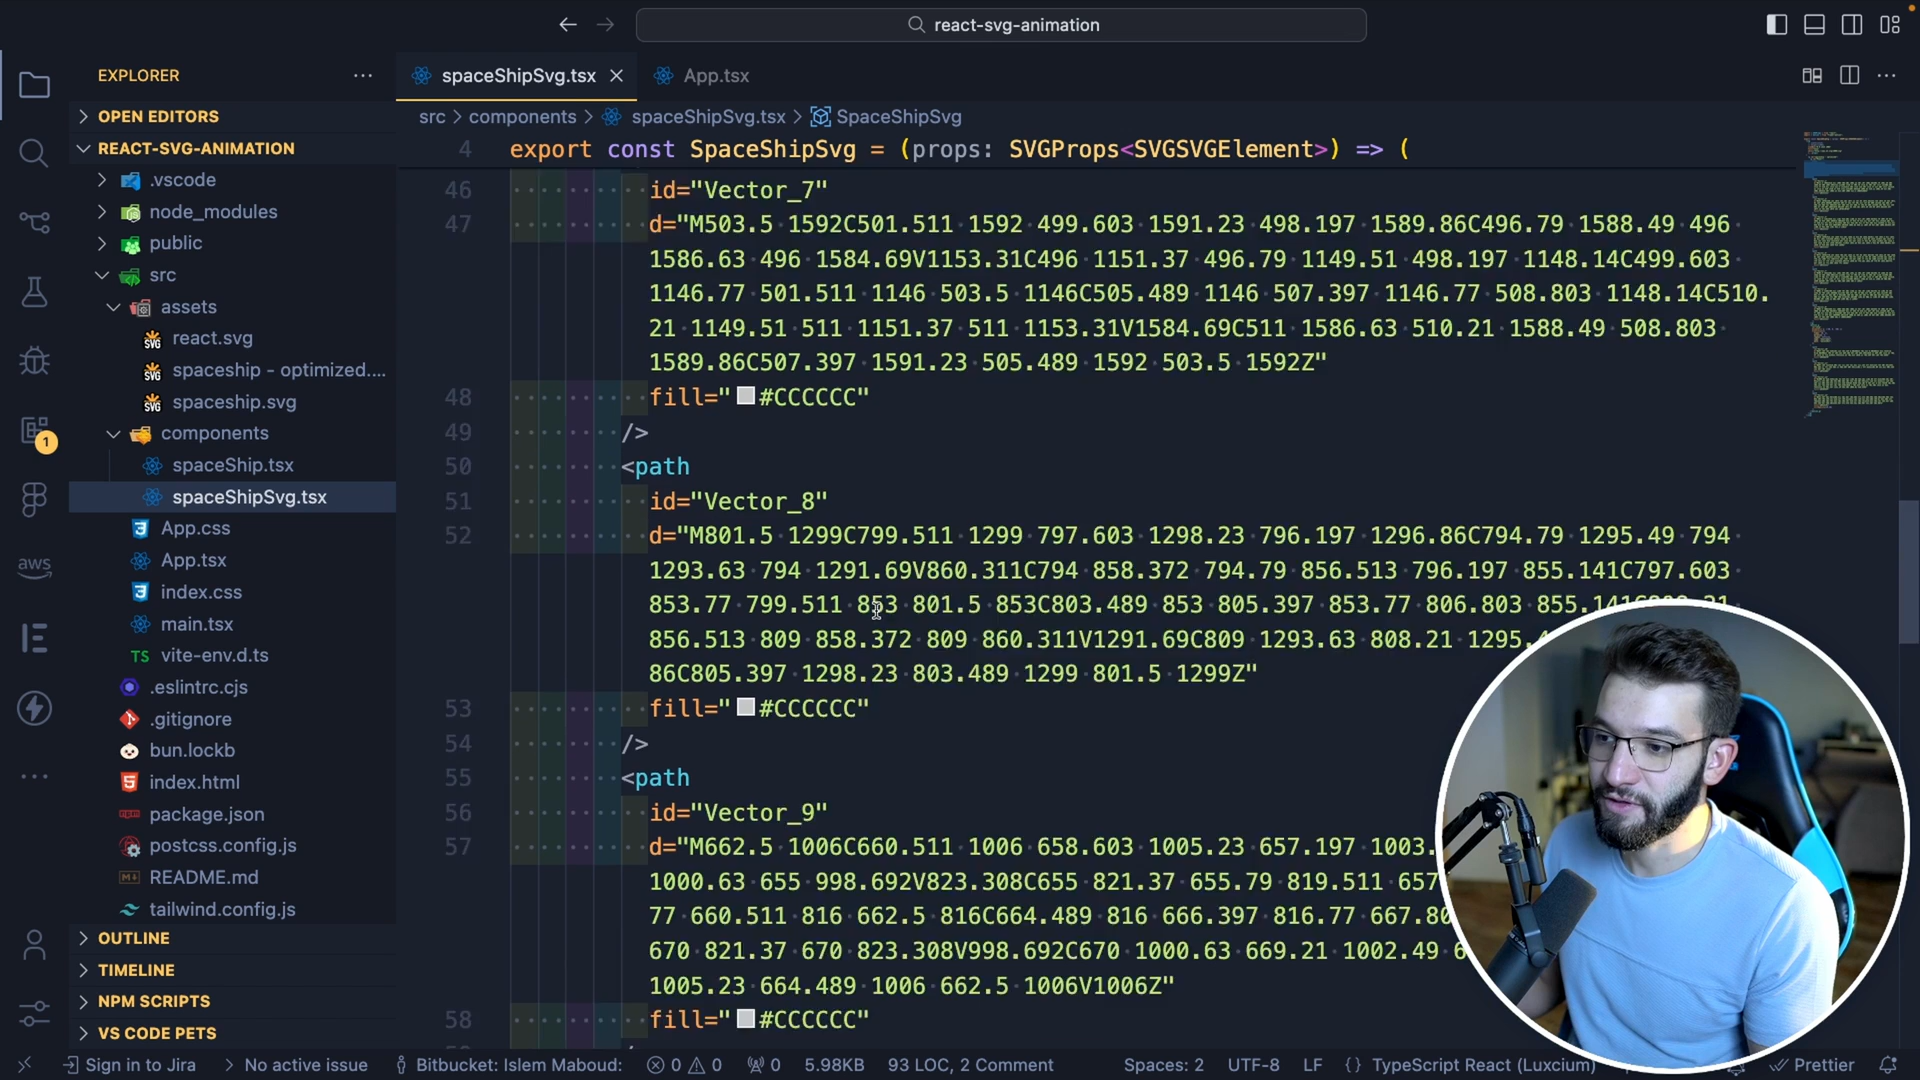 react-svg-animation
EXPLORER
spaceShipSvg.tsx
App.tsx
OPEN EDITORS
src > components > spaceShipSvg.tsx > SpaceShipSvg
REACT-SVG-ANIMATION
4 export const SpaceShipSvg = (props: SVGProps<SVGSVGElement>) => (
.vscode
node_modules
public
src
assets
react.svg
spaceship - optimized....
spaceship.svg
components
spaceShip.tsx
spaceShipSvg.tsx
App.css
App.tsx
index.css
main.tsx
TS vite-env.d.ts
.eslintrc.cjs
.gitignore
bun.lockb
index.html
package.json
postcss.config.js
README.md
tailwind.config.js
OUTLINE
TIMELINE
NPM SCRIPTS
VS CODE PETS
aws
1
46 id="Vector_7"
47 d="M503.5 1592C501.511 1592 499.603 1591.23 498.197 1589.86C496.79 1588.49 496
1586.63 496 1584.69V1153.31C496 1151.37 496.79 1149.51 498.197 1148.14C499.603
1146.77 501.511 1146 503.5 1146C505.489 1146 507.397 1146.77 508.803 1148.14C510.
21 1149.51 511 1151.37 511 1153.31V1584.69C511 1586.63 510.21 1588.49 508.803
1589.86C507.397 1591.23 505.489 1592 503.5 1592Z"
48 fill="#CCCCCC"
49 />
50 <path
51 id="Vector_8"
52 d="M801.5 1299C799.511 1299 797.603 1298.23 796.197 1296.86C794.79 1295.49 794
1293.63 794 1291.69V860.311C794 858.372 794.79 856.513 796.197 855.141C797.603
853.77 799.511 853 801.5 853C803.489 853 805.397 853.77 806.803
856.513 809 858.372 809 860.311V1291.69C809 1293.63 808.21
86C805.397 1298.23 803.489 1299 801.5 1299Z"
53 fill="#CCCCCC"
54 />
55 <path
56 id="Vector_9"
57 d="M662.5 1006C660.511 1006 658.603 1005.23 657.197 1003.
1000.63 655 998.692V823.308C655 821.37 655.79 819.511
77 660.511 816 662.5 816C664.489 816 666.397 816.77
670 821.37 670 823.308V998.692C670 1000.63 669.21 1002.49
1005.23 664.489 1006 662.5 1006V1006Z"
58 fill="#CCCCCC"
Sign in to Jira
No active issue
Bitbucket: Islem Maboud:
0 0
0
5.98KB
93 LOC, 2 Comment
Spaces: 2
UTF-8
LF
{} TypeScript React (Luxcium)
Prettier